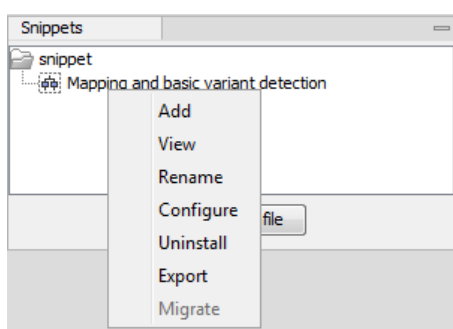 Snippets
snippet
Mapping and basic variant detection
Add
View
Rename
Configure
file
Uninstall
Export
Migrate